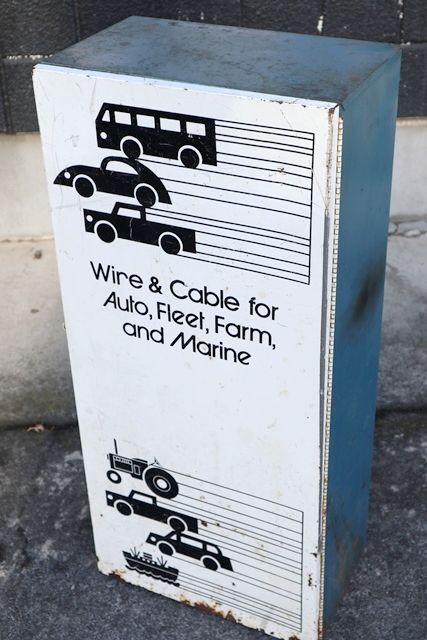 Wire & Cable for
Auto, Fleet, Farm,
and Marine